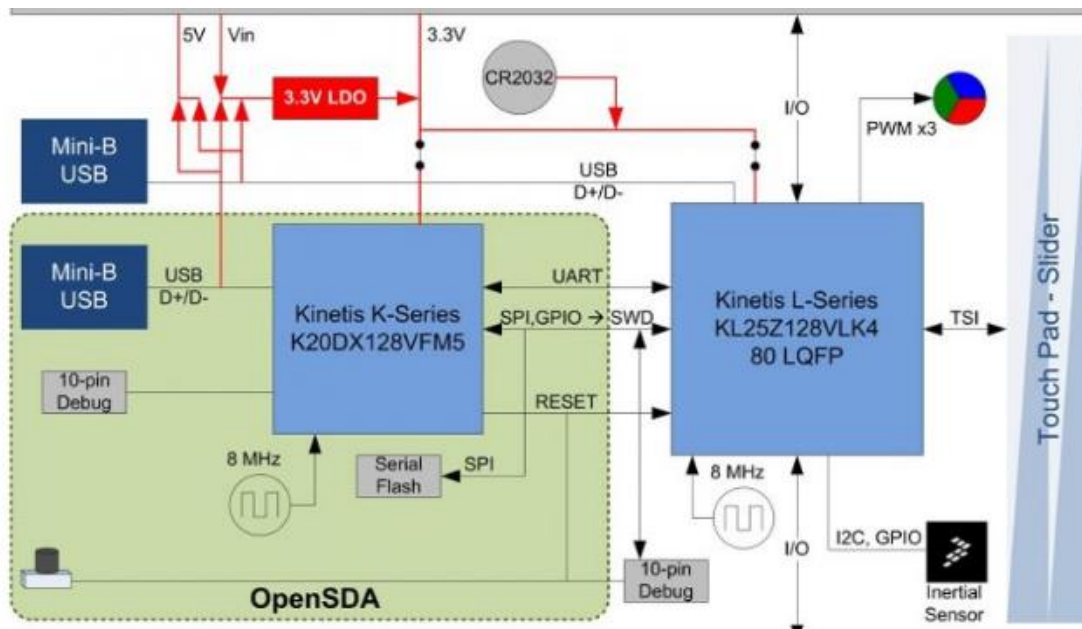 5V
Vin
3.3V
3.3V LDO
CR2032
I/O
PWM x3
Mini-B
USB
USB
D+/D-
Mini-B
USB
USB
D+/D-
Kinetis K-Series
K20DX128VFM5
UART
SPI,GPIO → SWD
RESET
Kinetis L-Series
KL25Z128VLK4
80 LQFP
TSI
Touch Pad - Slider
10-pin
Debug
8 MHz
Serial
Flash
SPI
8 MHz
I/O
I2C, GPIO
Inertial
Sensor
10-pin
Debug
OpenSDA